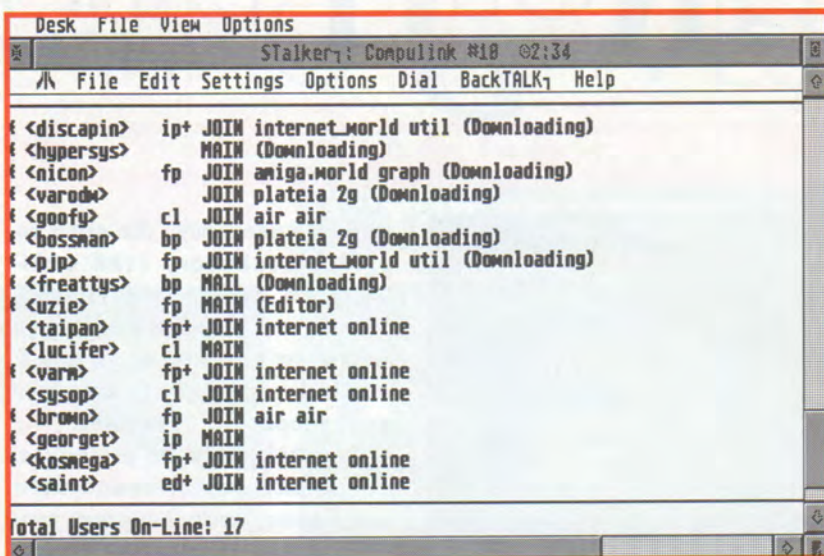 Desk File View Options
STalker┐: Compulink #10 ⊙2:34
File Edit Settings Options Dial BackTALK┐ Help
<discapin> ip+ JOIN internet_world util (Downloading)
<hypersys> MAIN (Downloading)
<nicon> fp JOIN amiga.world graph (Downloading)
<varodw> JOIN plateia 2g (Downloading)
<goofy> cl JOIN air air
<bossman> bp JOIN plateia 2g (Downloading)
<pjp> fp JOIN internet_world util (Downloading)
<freattys> bp MAIL (Downloading)
<uzie> fp MAIN (Editor)
<taipan> fp+ JOIN internet online
<lucifer> cl MAIN
<varm> fp+ JOIN internet online
<sysop> cl JOIN internet online
<brown> fp JOIN air air
<georget> ip MAIN
<kosmega> fp+ JOIN internet online
<saint> ed+ JOIN internet online
Total Users On-Line: 17